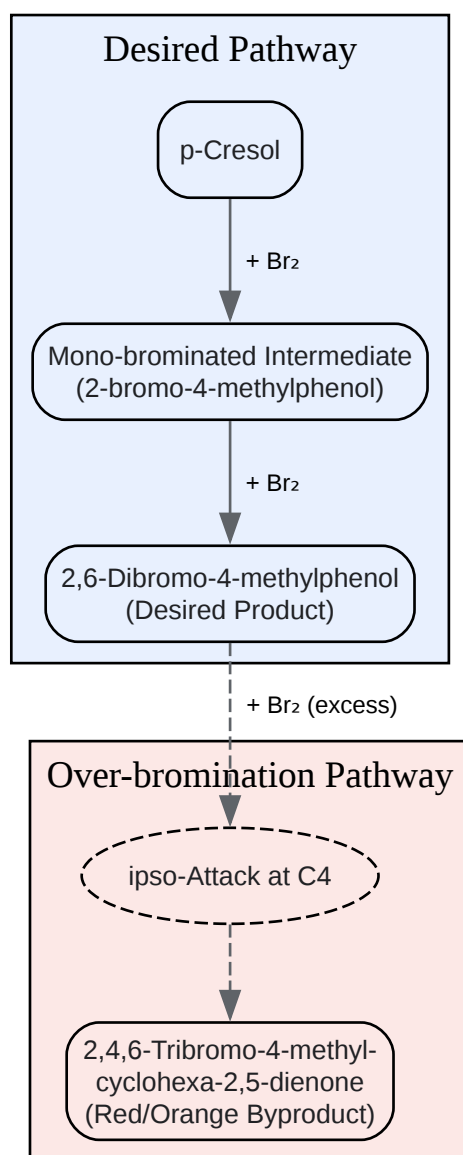 Desired Pathway
p-Cresol
+ Br₂
Mono-brominated Intermediate
(2-bromo-4-methylphenol)
+ Br₂
2,6-Dibromo-4-methylphenol
(Desired Product)
+ Br₂ (excess)
Over-bromination Pathway
ipso-Attack at C4
2,4,6-Tribromo-4-methyl-
cyclohexa-2,5-dienone
(Red/Orange Byproduct)